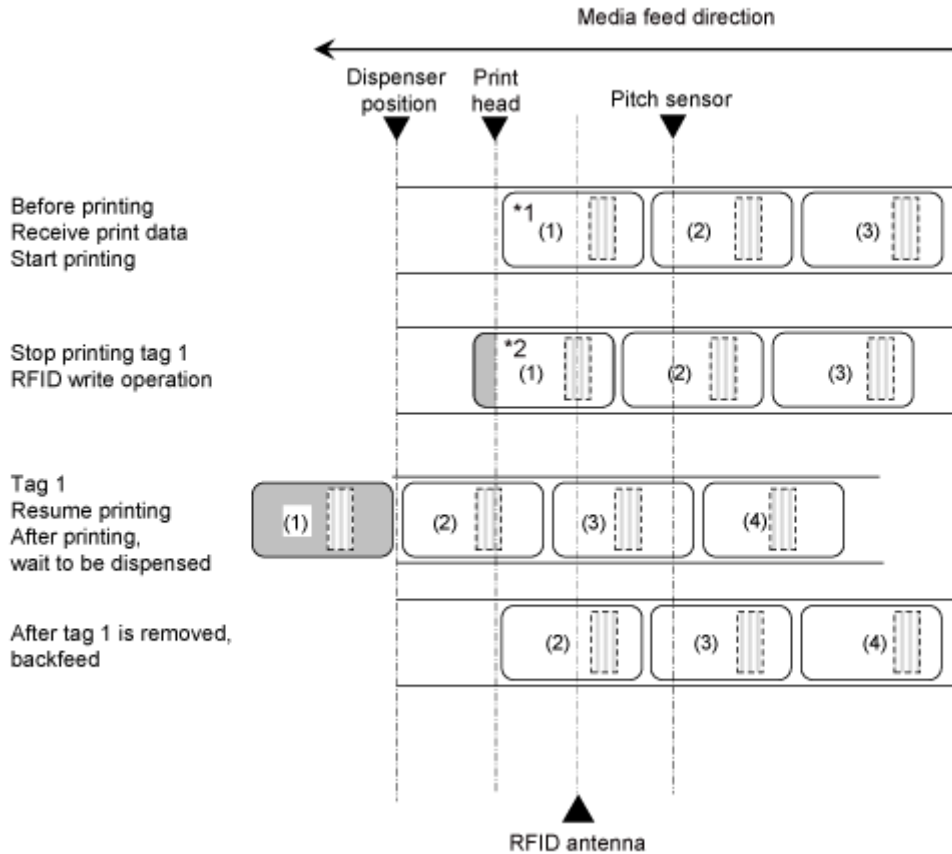 Media feed direction
Dispenser
position
Print
head
Pitch sensor
Before printing
Receive print data
Start printing
*1
(1)
(2)
(3)
Stop printing tag 1
RFID write operation
*2
(1)
(2)
(3)
Tag 1
Resume printing
After printing,
wait to be dispensed
(1)
(2)
(3)
(4)
After tag 1 is removed,
backfeed
(2)
(3)
(4)
RFID antenna